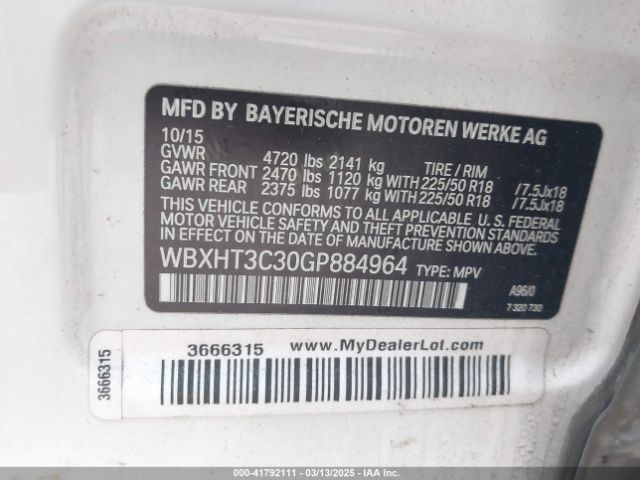 MFD BY BAYERISCHE MOTOREN WERKE AG
10/15
GVWR 4720 lbs 2141 kg TIRE / RIM
GAWR FRONT 2470 lbs 1120 kg WITH 225/50 R18 /7.5Jx18
GAWR REAR 2375 lbs 1077 kg WITH 225/50 R18 /7.5Jx18
THIS VEHICLE CONFORMS TO ALL APPLICABLE U. S. FEDERAL
MOTOR VEHICLE SAFETY AND THEFT PREVENTION STANDARDS
IN EFFECT ON THE DATE OF MANUFACTURE SHOWN ABOVE.
WBXHT3C30GP884964 TYPE: MPV
A96/0
7 320 730
3666315 www.MyDealerLot.com
3666315
000-41792111 - 03/13/2025 - IAA Inc.